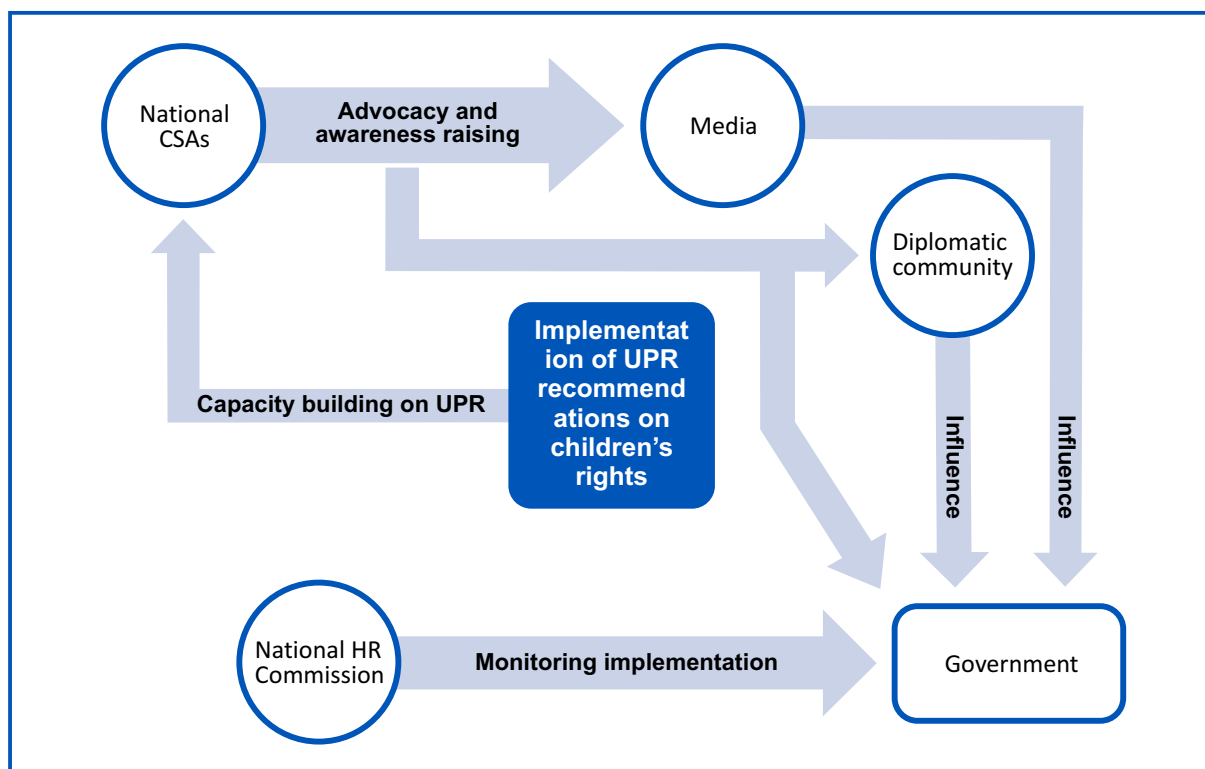 National
CSAs
Advocacy and
awareness raising
Media
Diplomatic
community
Implementat
ion of UPR
recommend
ations on
children’s
rights
Capacity building on UPR
Influence
Influence
National HR
Commission
Monitoring implementation
Government